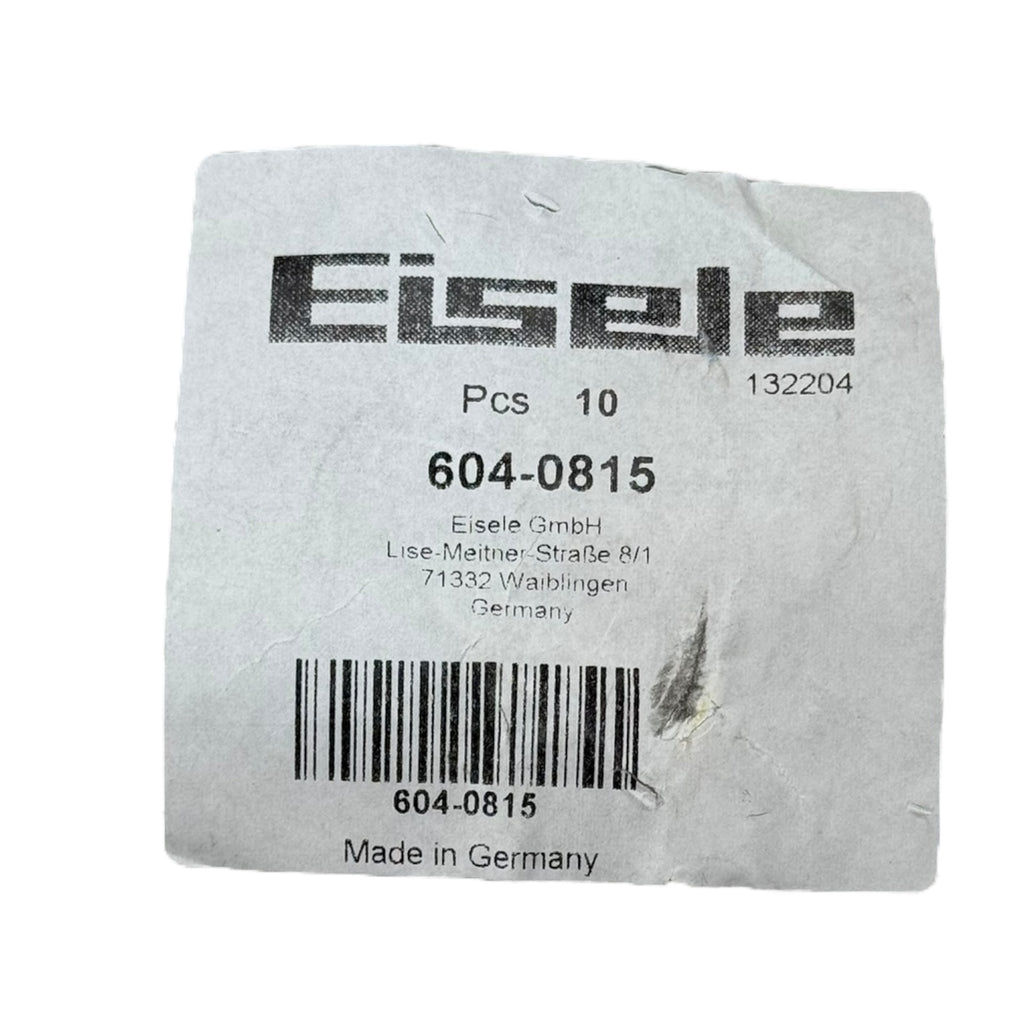 Eisele
132204
Pcs 10
604-0815
Eisele GmbH
Lise-Meitner-Straße 8/1
71332 Waiblingen
Germany
604-0815
Made in Germany